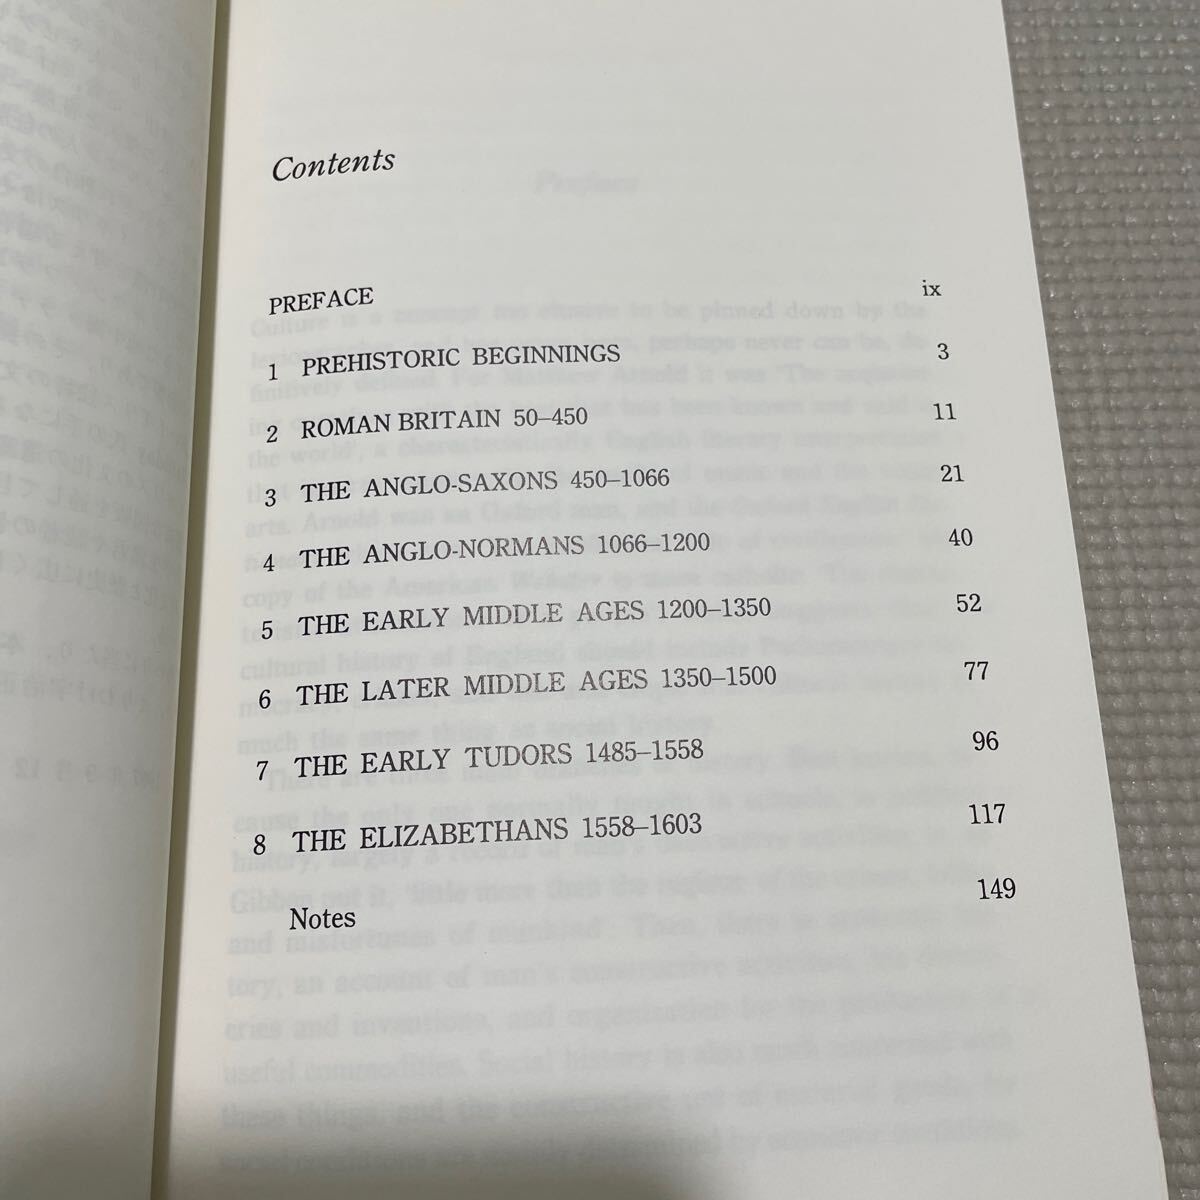 Contents
PREFACE ix
1 PREHISTORIC BEGINNINGS 3
2 ROMAN BRITAIN 50–450 11
3 THE ANGLO-SAXONS 450–1066 21
4 THE ANGLO-NORMANS 1066–1200 40
5 THE EARLY MIDDLE AGES 1200–1350 52
6 THE LATER MIDDLE AGES 1350–1500 77
7 THE EARLY TUDORS 1485–1558 96
8 THE ELIZABETHANS 1558–1603 117
Notes 149